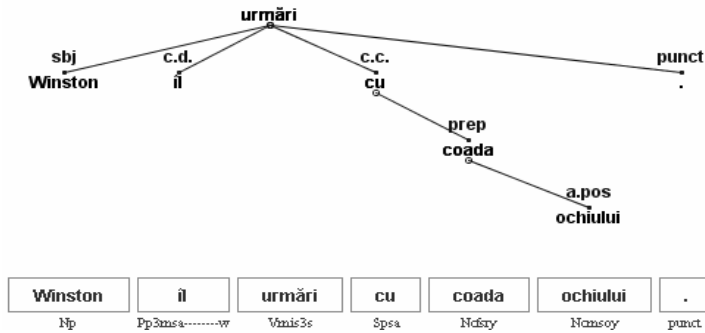 urmări
sbj c.d. c.c. punct
Winston îl cu .
prep
coada
a.pos
ochiului
Winston îl urmări cu coada ochiului .
Np Pp3msa--------w Vmis3s Spsa Ncfsry Ncmsoy punct